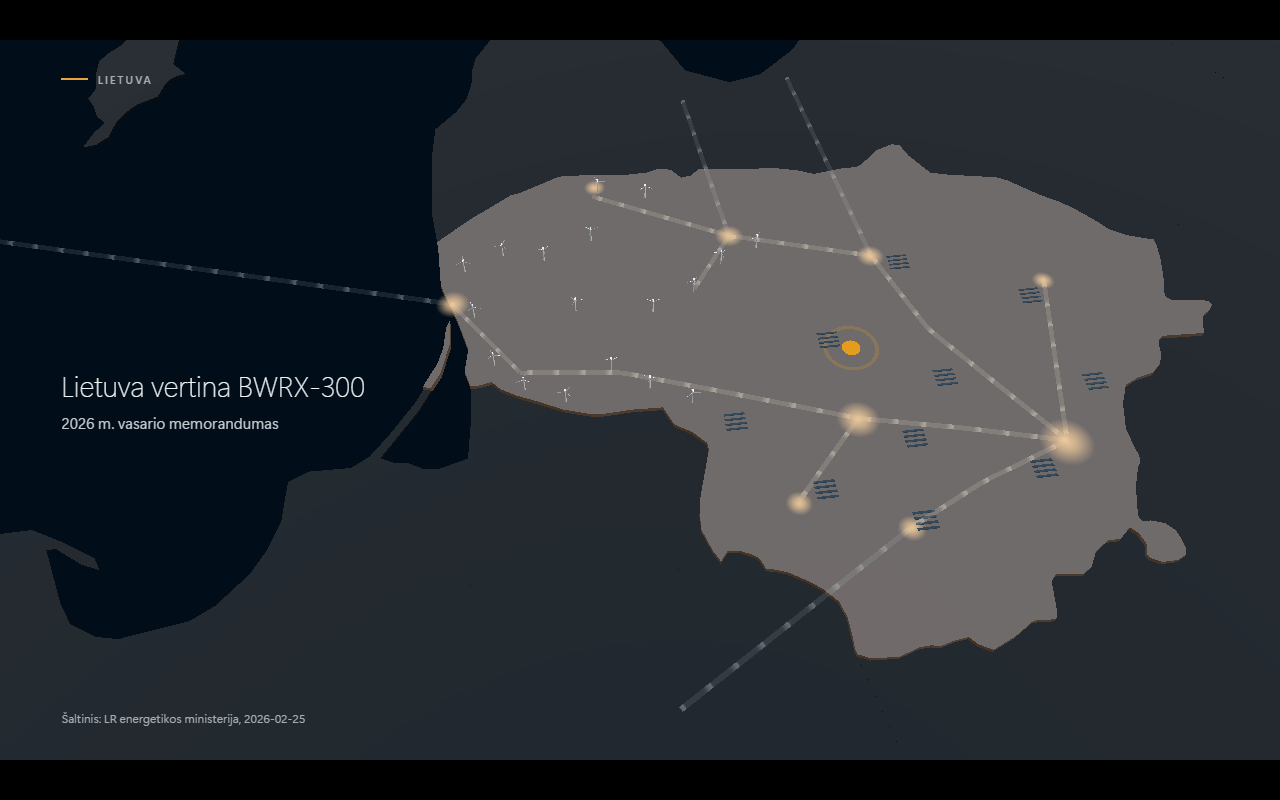 LIETUVA
Lietuva vertina BWRX-300
2026 m. vasario memorandumas
Šaltinis: LR energetikos ministerija, 2026-02-25